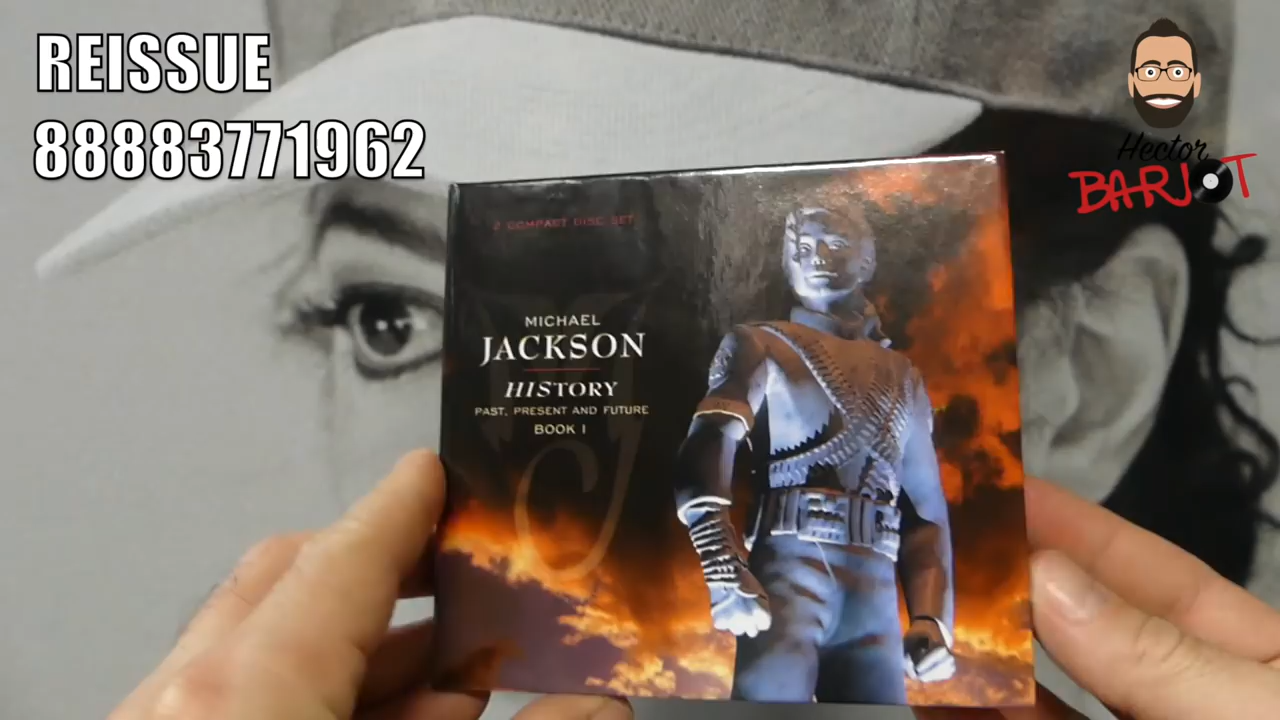 REISSUE
88883771962
Hector
BARJOT
2 COMPACT DISC SET
MICHAEL
JACKSON
HISTORY
PAST, PRESENT AND FUTURE
BOOK I